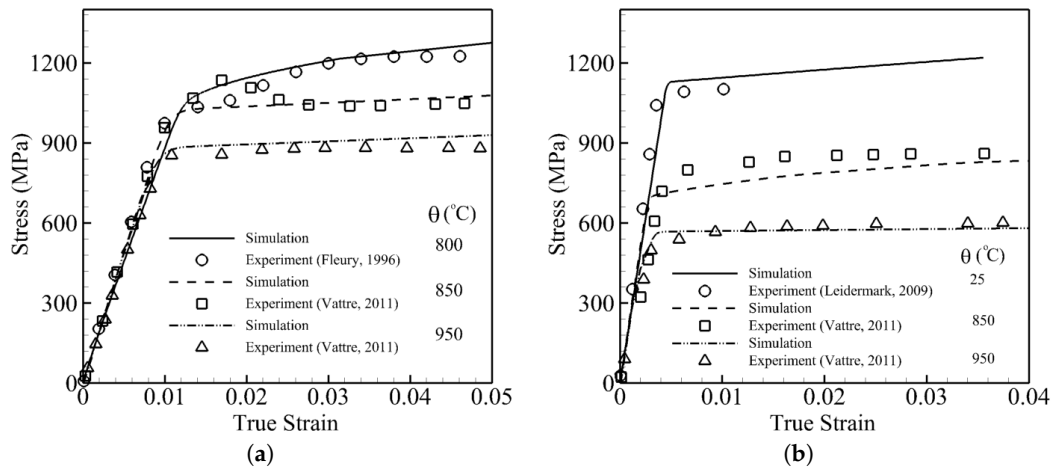 Stress (MPa)
1200
900
600
300
0
0
0.01
0.02
0.03
0.04
0.05
True Strain
θ (°C)
Simulation
800
Experiment (Fleury, 1996)
Simulation
850
Experiment (Vattre, 2011)
Simulation
950
Experiment (Vattre, 2011)
(a)
Stress (MPa)
1200
900
600
300
0
0
0.01
0.02
0.03
0.04
True Strain
θ (°C)
Simulation
25
Experiment (Leidermark, 2009)
Simulation
850
Experiment (Vattre, 2011)
Simulation
950
Experiment (Vattre, 2011)
(b)